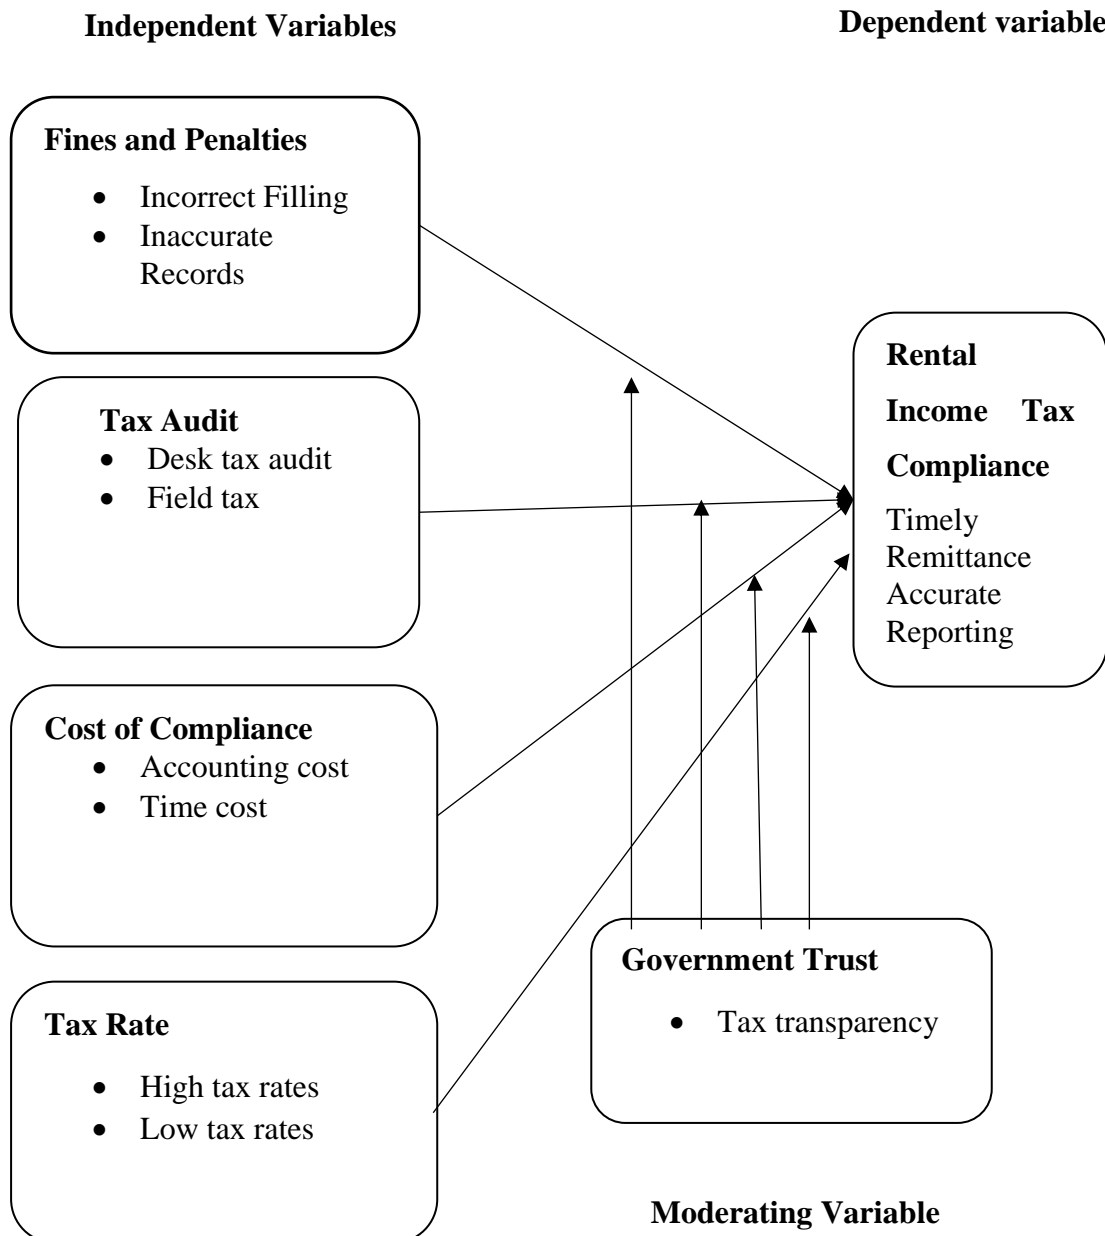 Independent Variables
Dependent variable
Fines and Penalties
• Incorrect Filling
• Inaccurate
Records
Tax Audit
• Desk tax audit
• Field tax
Cost of Compliance
• Accounting cost
• Time cost
Tax Rate
• High tax rates
• Low tax rates
Rental
Income Tax
Compliance
Timely
Remittance
Accurate
Reporting
Government Trust
• Tax transparency
Moderating Variable